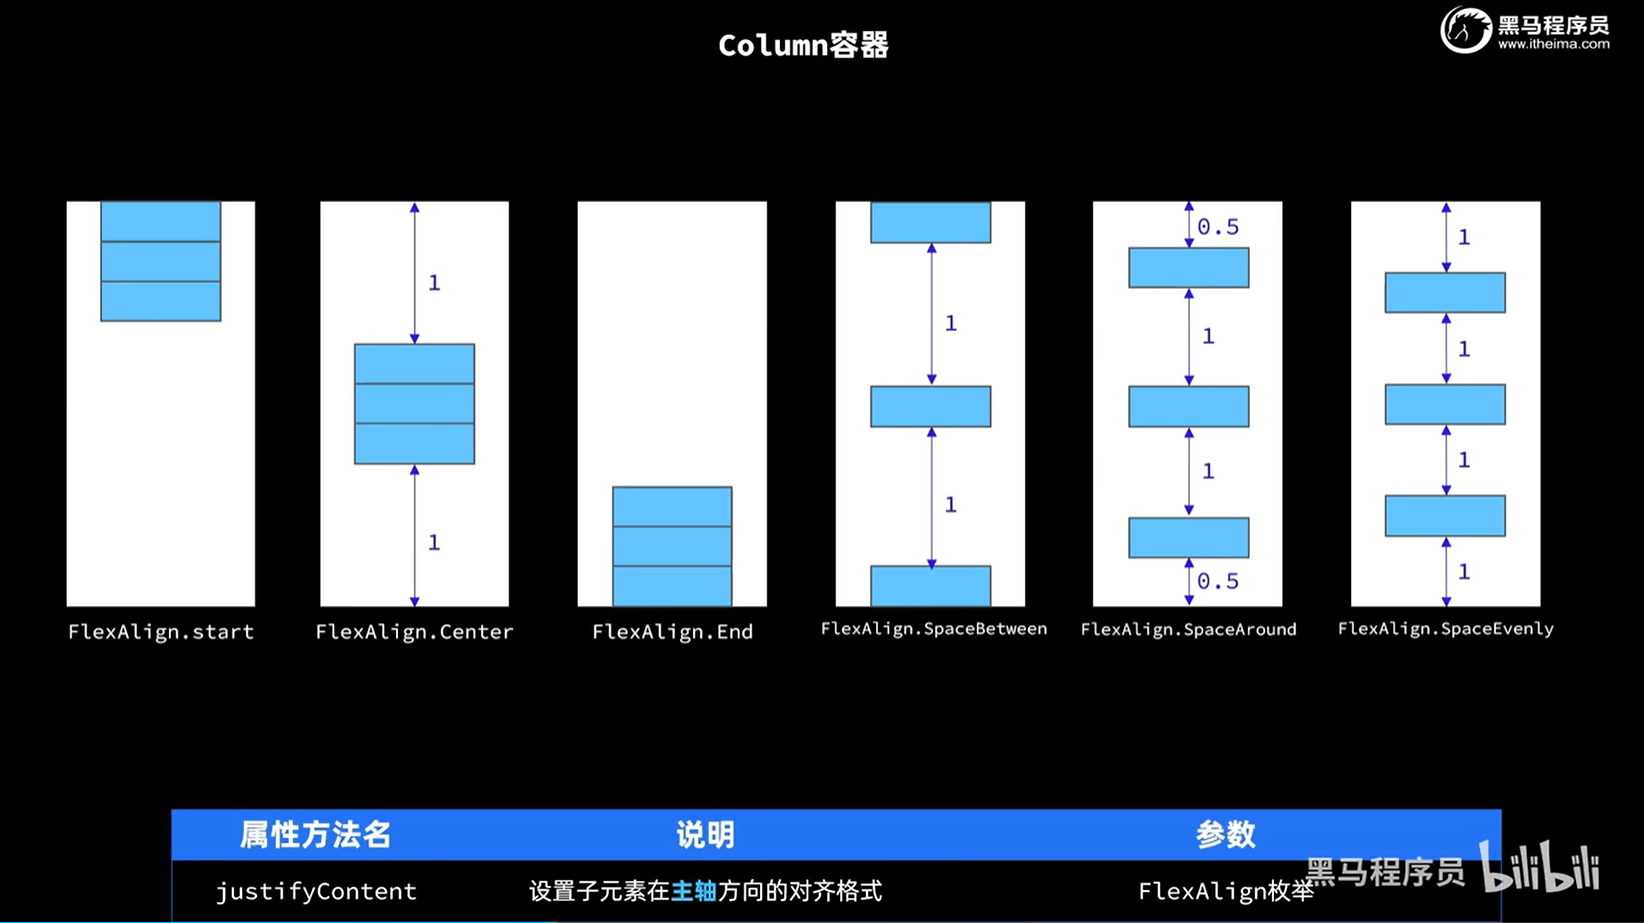 Column容器
黑马程序员
www.itheima.com
1
1
1
1
0.5
1
1
0.5
1
1
1
1
FlexAlign.start
FlexAlign.Center
FlexAlign.End
FlexAlign.SpaceBetween
FlexAlign.SpaceAround
FlexAlign.SpaceEvenly
属性方法名 说明 参数
justifyContent 设置子元素在主轴方向的对齐格式 FlexAlign枚举
黑马程序员 bilibili